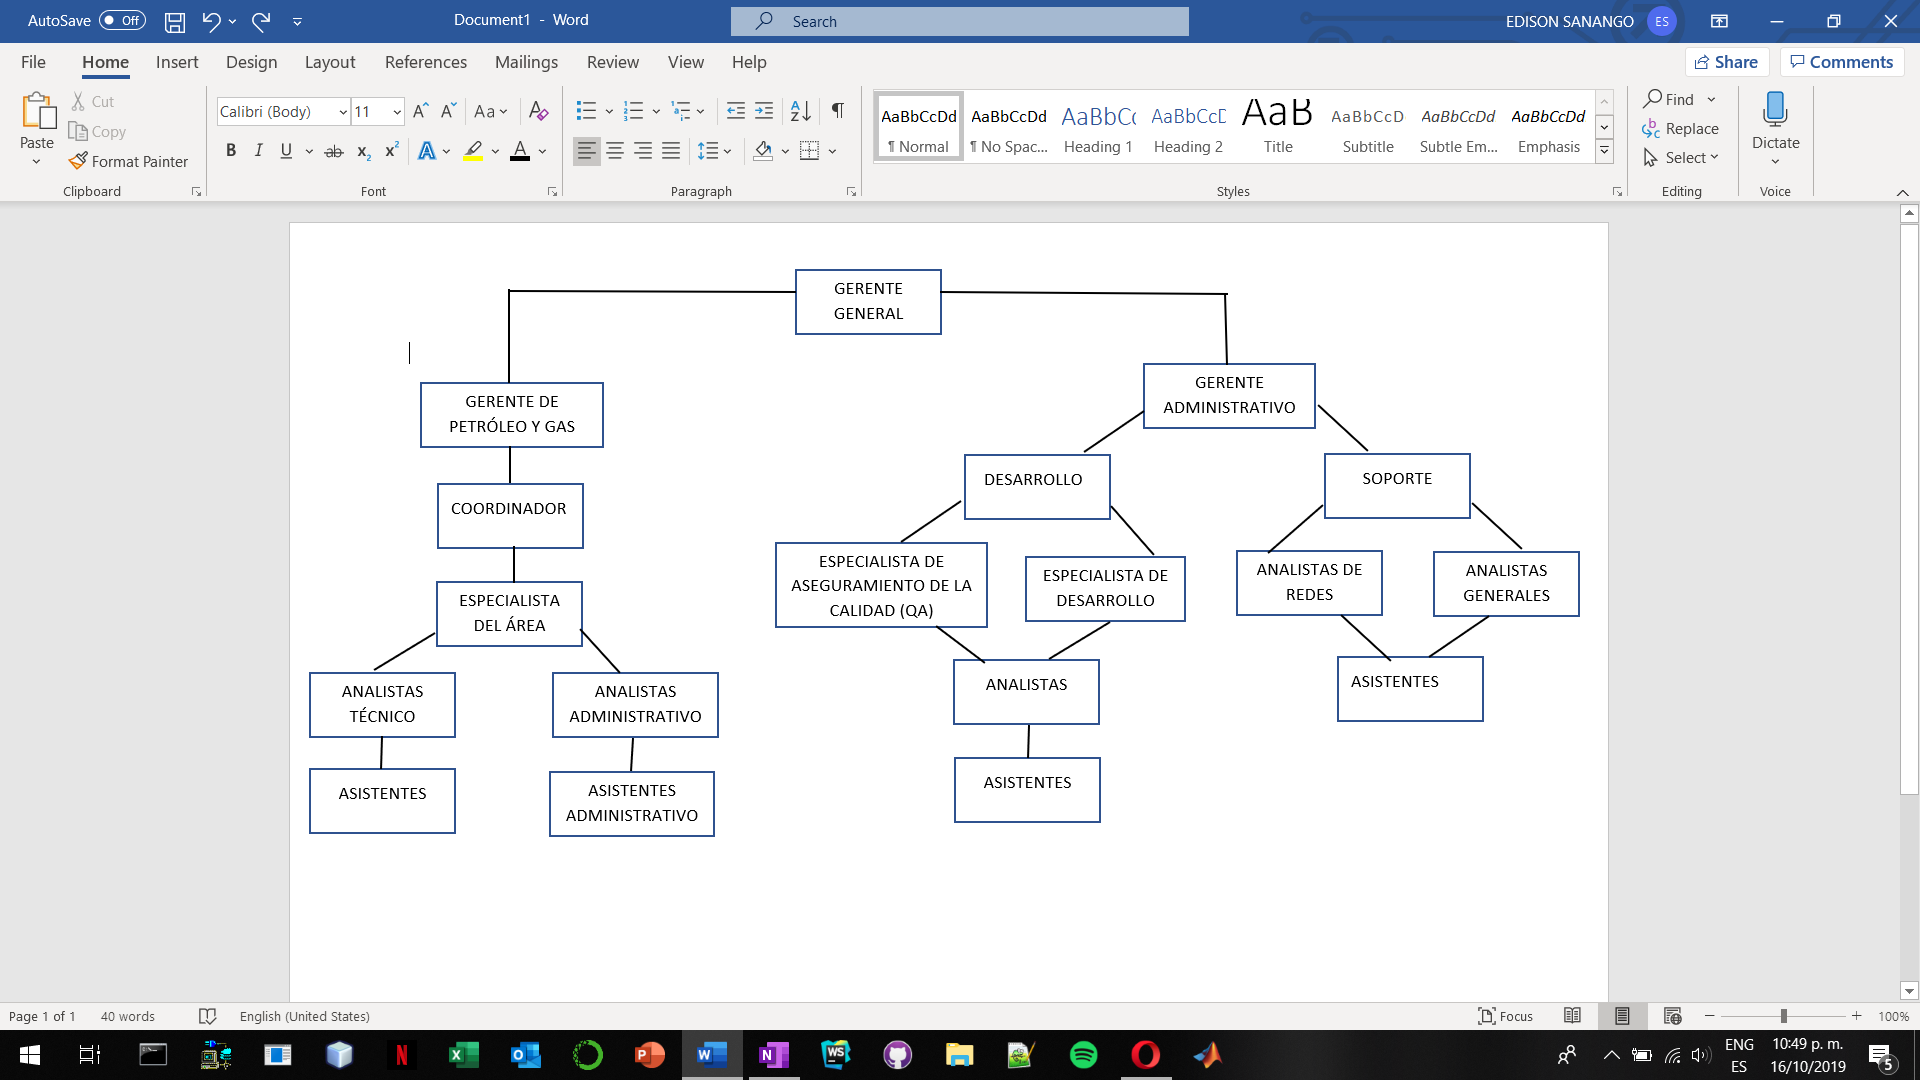 AutoSave Off
Document1 - Word
Search
EDISON SANANGO ES
File Home Insert Design Layout References Mailings Review View Help
Share Comments
Paste
Cut
Copy
Format Painter
Clipboard
Calibri (Body) 11
Font
Paragraph
AaBbCcDd AaBbCcDd AaBbCc AaBbCcD AaB AaBbCcD AaBbCcDd AaBbCcDd
¶ Normal ¶ No Spac... Heading 1 Heading 2 Title Subtitle Subtle Em... Emphasis
Styles
Find
Replace
Select
Editing
Dictate
Voice
GERENTE
GENERAL
GERENTE DE
PETRÓLEO Y GAS
COORDINADOR
ESPECIALISTA
DEL ÁREA
ANALISTAS
TÉCNICO
ANALISTAS
ADMINISTRATIVO
ASISTENTES
ASISTENTES
ADMINISTRATIVO
GERENTE
ADMINISTRATIVO
DESARROLLO
SOPORTE
ESPECIALISTA DE
ASEGURAMIENTO DE LA
CALIDAD (QA)
ESPECIALISTA DE
DESARROLLO
ANALISTAS DE
REDES
ANALISTAS
GENERALES
ANALISTAS
ASISTENTES
ASISTENTES
Page 1 of 1 40 words English (United States)
Focus
100%
ENG
ES
10:49 p. m.
16/10/2019
5